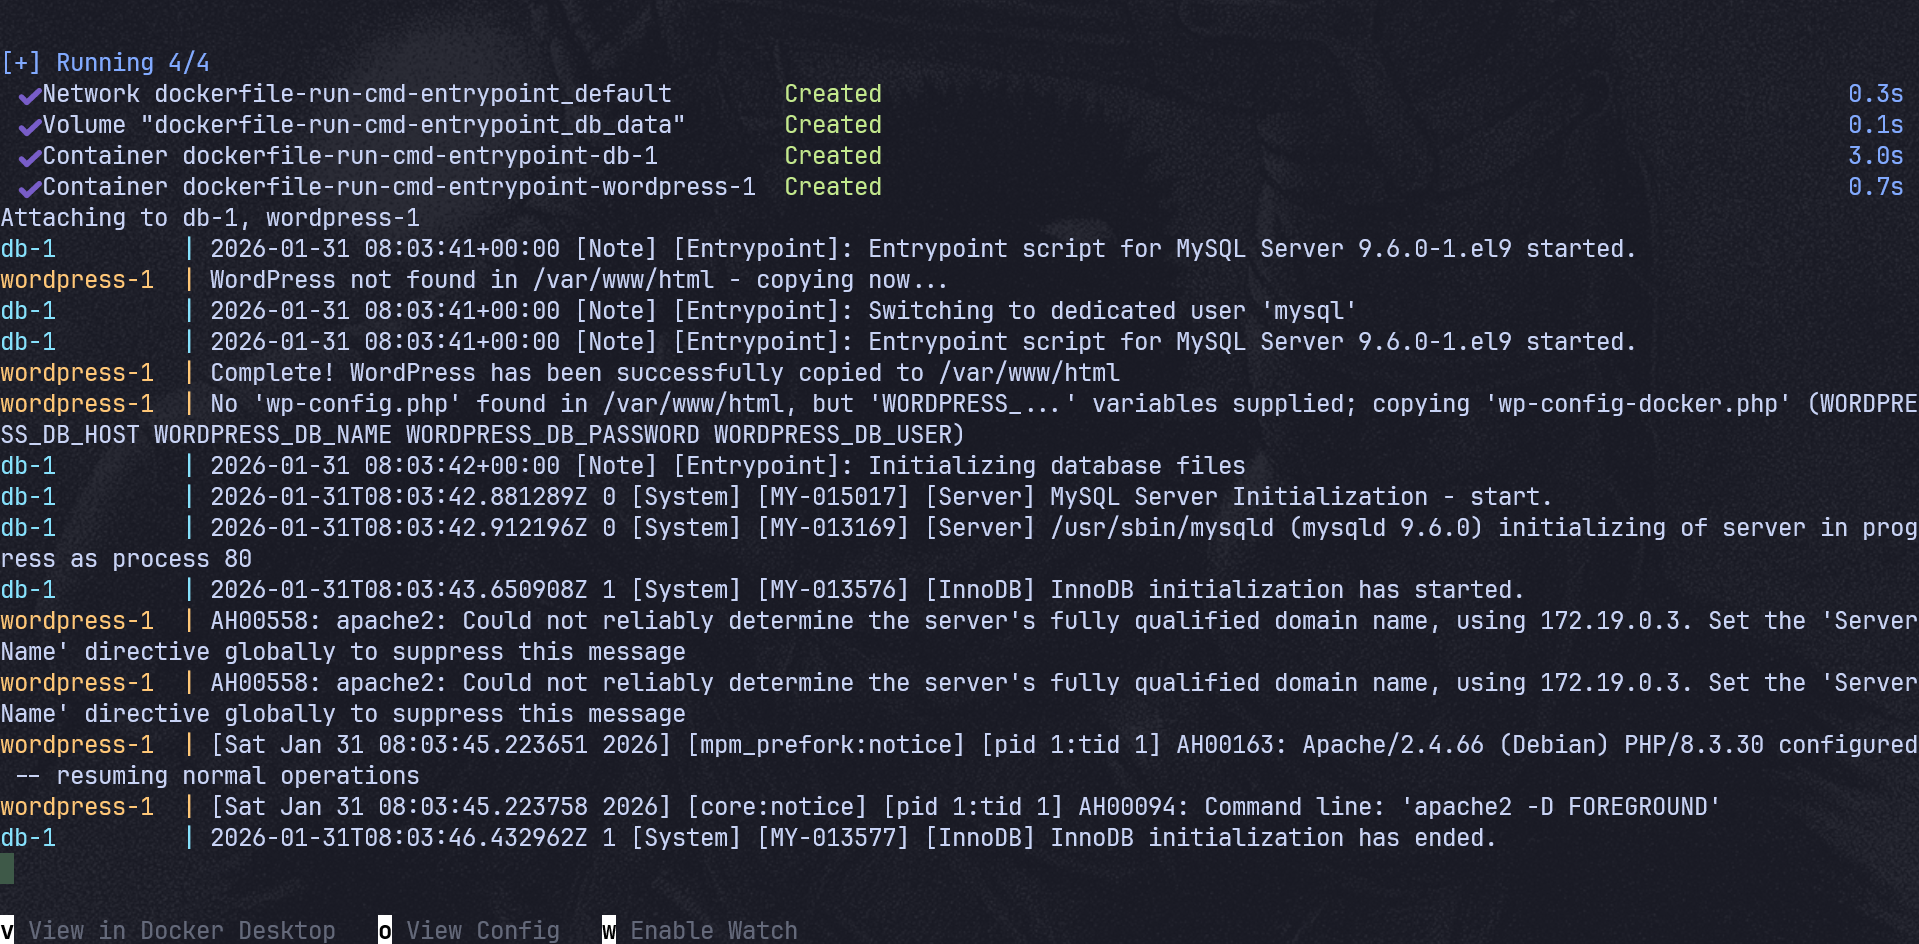 [+] Running 4/4
✔Network dockerfile-run-cmd-entrypoint_default Created 0.3s
✔Volume "dockerfile-run-cmd-entrypoint_db_data" Created 0.1s
✔Container dockerfile-run-cmd-entrypoint-db-1 Created 3.0s
✔Container dockerfile-run-cmd-entrypoint-wordpress-1 Created 0.7s
Attaching to db-1, wordpress-1
db-1 | 2026-01-31 08:03:41+00:00 [Note] [Entrypoint]: Entrypoint script for MySQL Server 9.6.0-1.el9 started.
wordpress-1 | WordPress not found in /var/www/html - copying now...
db-1 | 2026-01-31 08:03:41+00:00 [Note] [Entrypoint]: Switching to dedicated user 'mysql'
db-1 | 2026-01-31 08:03:41+00:00 [Note] [Entrypoint]: Entrypoint script for MySQL Server 9.6.0-1.el9 started.
wordpress-1 | Complete! WordPress has been successfully copied to /var/www/html
wordpress-1 | No 'wp-config.php' found in /var/www/html, but 'WORDPRESS_...' variables supplied; copying 'wp-config-docker.php' (WORDPRE
SS_DB_HOST WORDPRESS_DB_NAME WORDPRESS_DB_PASSWORD WORDPRESS_DB_USER)
db-1 | 2026-01-31 08:03:42+00:00 [Note] [Entrypoint]: Initializing database files
db-1 | 2026-01-31T08:03:42.881289Z 0 [System] [MY-015017] [Server] MySQL Server Initialization - start.
db-1 | 2026-01-31T08:03:42.912196Z 0 [System] [MY-013169] [Server] /usr/sbin/mysqld (mysqld 9.6.0) initializing of server in prog
ress as process 80
db-1 | 2026-01-31T08:03:43.650908Z 1 [System] [MY-013576] [InnoDB] InnoDB initialization has started.
wordpress-1 | AH00558: apache2: Could not reliably determine the server's fully qualified domain name, using 172.19.0.3. Set the 'Server
Name' directive globally to suppress this message
wordpress-1 | AH00558: apache2: Could not reliably determine the server's fully qualified domain name, using 172.19.0.3. Set the 'Server
Name' directive globally to suppress this message
wordpress-1 | [Sat Jan 31 08:03:45.223651 2026] [mpm_prefork:notice] [pid 1:tid 1] AH00163: Apache/2.4.66 (Debian) PHP/8.3.30 configured
-- resuming normal operations
wordpress-1 | [Sat Jan 31 08:03:45.223758 2026] [core:notice] [pid 1:tid 1] AH00094: Command line: 'apache2 -D FOREGROUND'
db-1 | 2026-01-31T08:03:46.432962Z 1 [System] [MY-013577] [InnoDB] InnoDB initialization has ended.
v View in Docker Desktop o View Config w Enable Watch